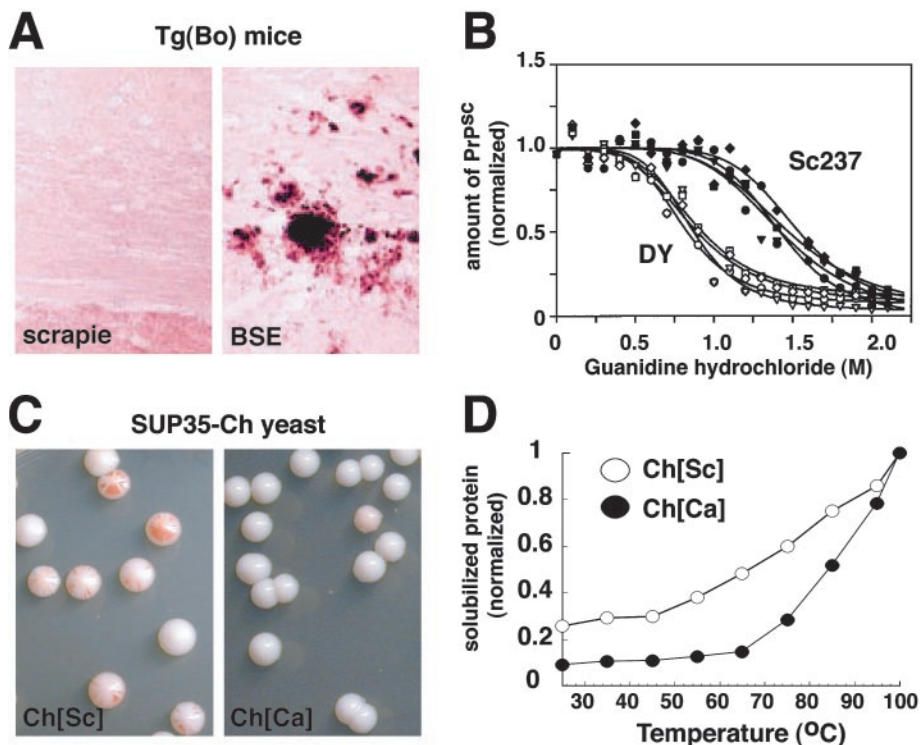 A
Tg(Bo) mice
scrapie
BSE
B
amount of PrPsc
(normalized)
1.5
1.0
0.5
0
Sc237
DY
0
0.5
1.0
1.5
2.0
Guanidine hydrochloride (M)
C
SUP35-Ch yeast
Ch[Sc]
Ch[Ca]
D
solubilized protein
(normalized)
1
0.8
0.6
0.4
0.2
0
Ch[Sc]
Ch[Ca]
30 40 50 60 70 80 90 100
Temperature (ºC)